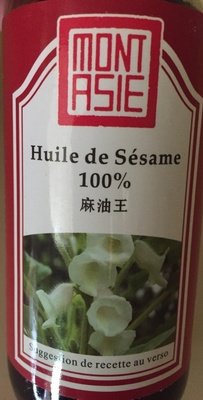 MONT
ASIE
Huile de Sésame
100%
麻油王
Suggestion de recette au verso